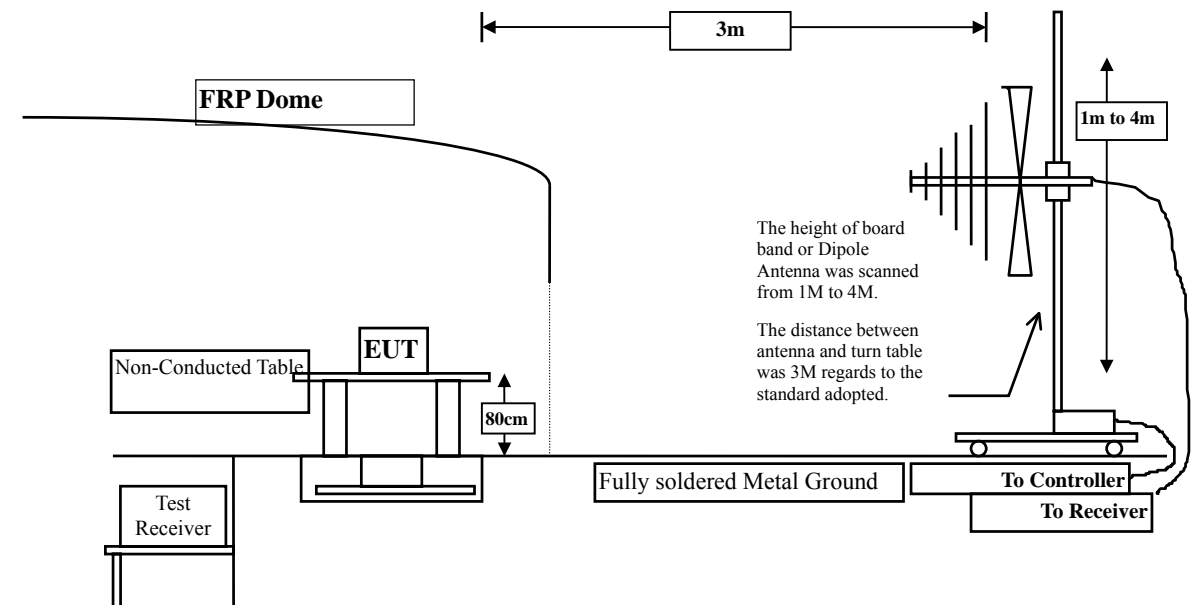 3m
FRP Dome
1m to 4m
The height of board
band or Dipole
Antenna was scanned
from 1M to 4M.
The distance between
antenna and turn table
was 3M regards to the
standard adopted.
EUT
Non-Conducted Table
80cm
Fully soldered Metal Ground
To Controller
To Receiver
Test
Receiver